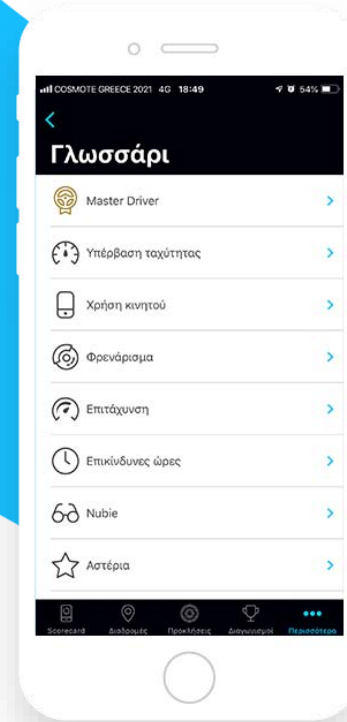 COSMOTE GREECE 2021 4G 18:49 54%
Γλωσσάρι
Master Driver
Υπέρβαση ταχύτητας
Χρήση κινητού
Φρενάρισμα
Επιτάχυνση
Επικίνδυνες ώρες
Nubie
Αστέρια
Scorecard Διαδρομές Προκλήσεις Διαγωνισμοί Περισσότερα